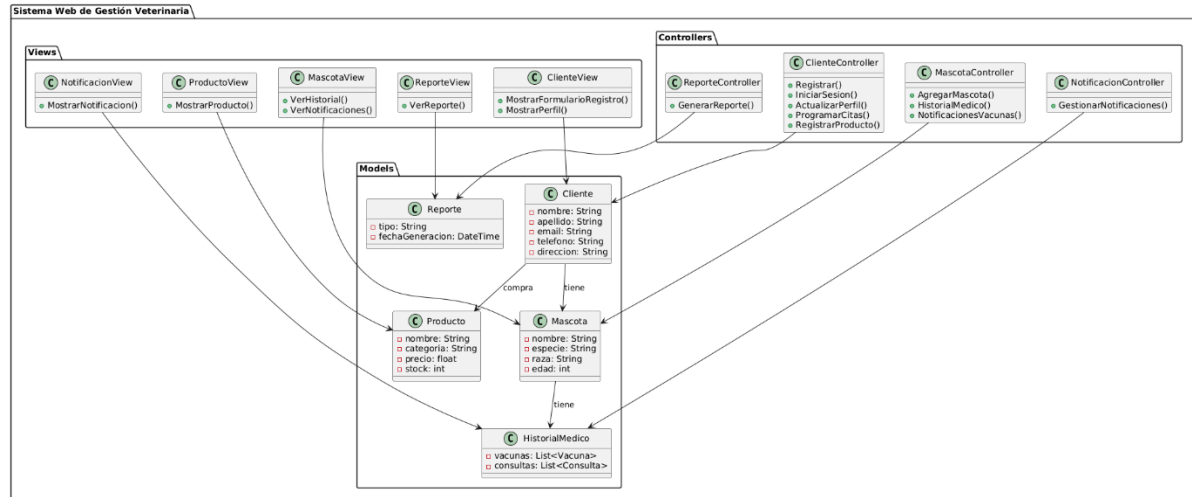 Sistema Web de Gestión Veterinaria
Views
C NotificacionView
MostrarNotificacion()
C ProductoView
MostrarProducto()
C MascotaView
VerHistorial()
VerNotificaciones()
C ReporteView
VerReporte()
C ClienteView
MostrarFormularioRegistro()
MostrarPerfil()
Controllers
C ReporteController
GenerarReporte()
C ClienteController
Registrar()
IniciarSesion()
ActualizarPerfil()
ProgramarCitas()
RegistrarProducto()
C MascotaController
AgregarMascota()
HistorialMedico()
NotificacionesVacunas()
C NotificacionController
GestionarNotificaciones()
Models
C Reporte
tipo: String
fechaGeneracion: DateTime
C Cliente
nombre: String
apellido: String
email: String
telefono: String
direccion: String
compra
tiene
C Producto
nombre: String
categoria: String
precio: float
stock: int
C Mascota
nombre: String
especie: String
raza: String
edad: int
tiene
C HistorialMedico
vacunas: List<Vacuna>
consultas: List<Consulta>